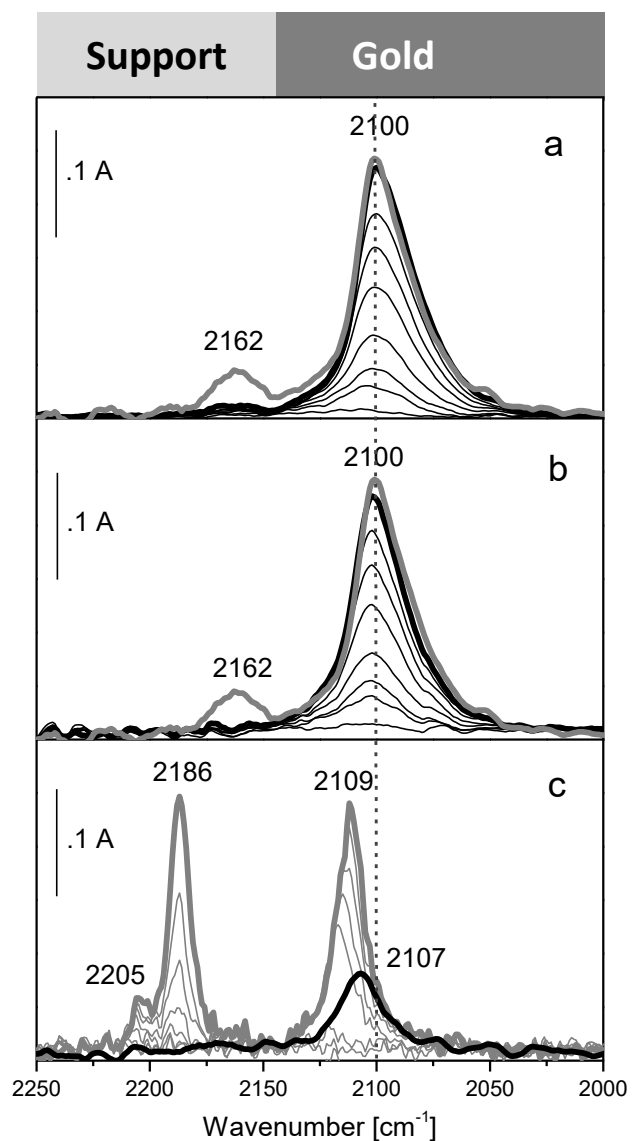 Support Gold
2100 a
.1 A
2162
2100 b
.1 A
2162
2186 2109 c
.1 A
2205 2107
2250 2200 2150 2100 2050 2000
Wavenumber [cm⁻¹]